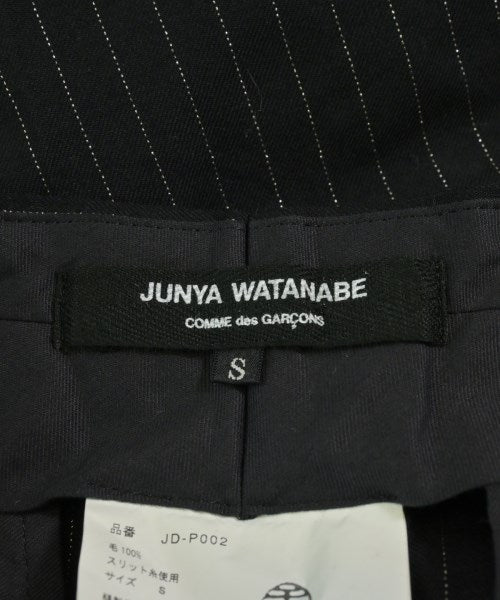 JUNYA WATANABE
COMME des GARÇONS
S
品番 JD-P002
毛 100%
スリット糸使用
サイズ S